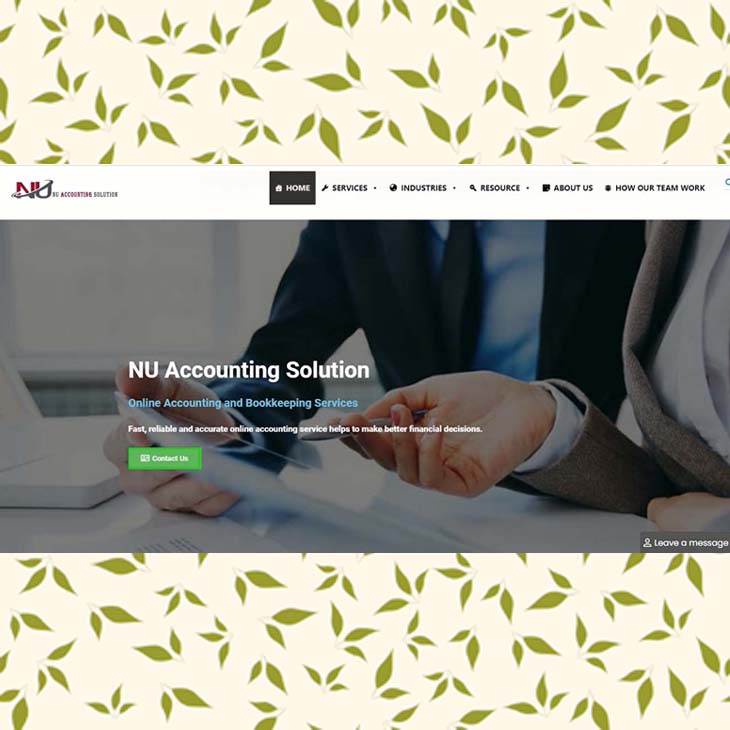 NU
NU ACCOUNTING SOLUTION
HOME
SERVICES
INDUSTRIES
RESOURCE
ABOUT US
HOW OUR TEAM WORK
NU Accounting Solution
Online Accounting and Bookkeeping Services
Fast, reliable and accurate online accounting service helps to make better financial decisions.
Contact Us
Leave a message